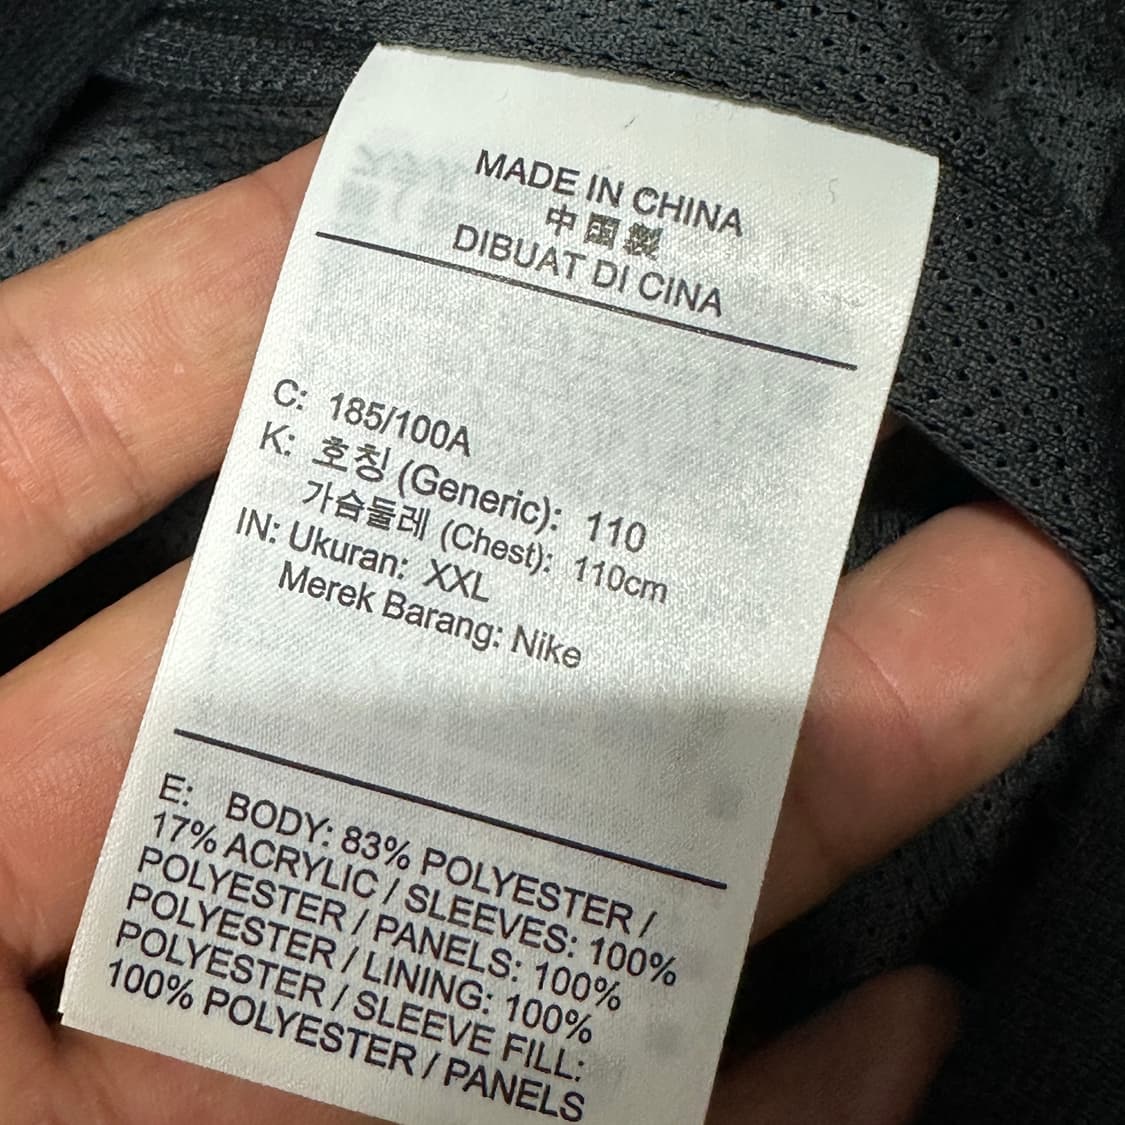 MADE IN CHINA
中国製
DIBUAT DI CINA
C: 185/100A
K: 호칭 (Generic): 110
가슴둘레 (Chest): 110cm
IN: Ukuran: XXL
Merek Barang: Nike
E: BODY: 83% POLYESTER /
17% ACRYLIC / SLEEVES: 100%
POLYESTER / PANELS: 100%
POLYESTER / LINING: 100%
POLYESTER / SLEEVE FILL:
100% POLYESTER / PANELS